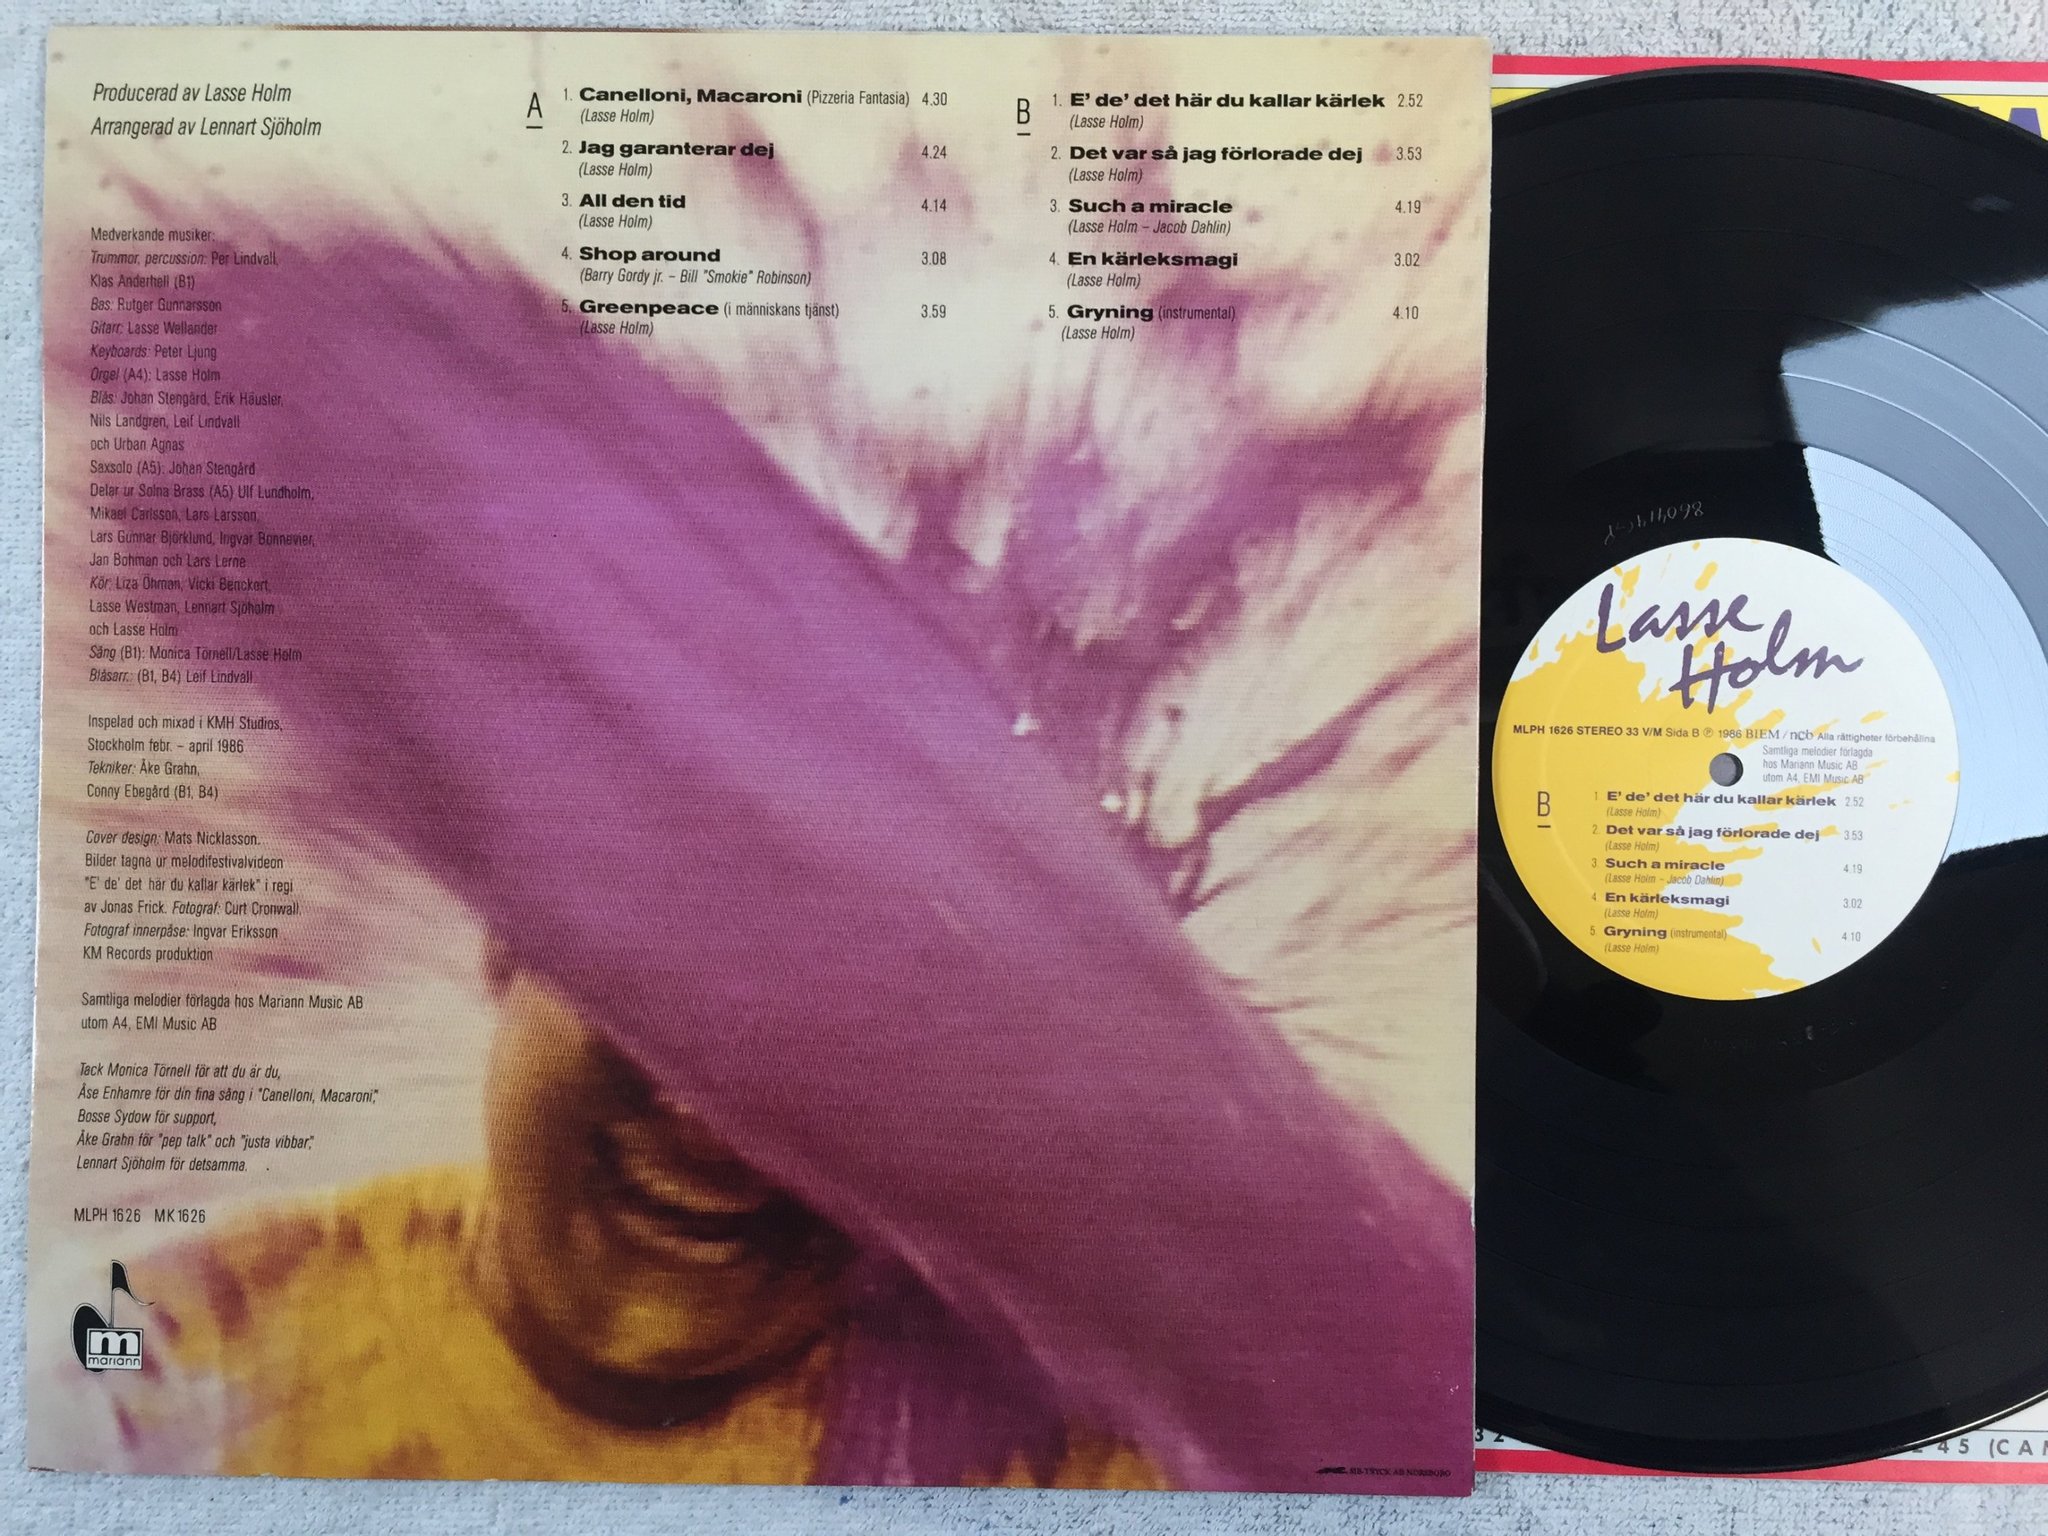 Producerad av Lasse Holm
Arrangerad av Lennart Sjöholm
Medverkande musiker:
Trummor, percussion: Per Lindvall,
Klas Anderhell (B1)
Bas: Rutger Gunnarsson
Gitarr: Lasse Wellander
Keyboards: Peter Ljung
Orgel (A4): Lasse Holm
Blås: Johan Stengård, Erik Häusler,
Nils Landgren, Leif Lindvall
och Urban Agnas
Saxsolo (A5): Johan Stengård
Delar ur Solna Brass (A5) Ulf Lundholm,
Mikael Carlsson, Lars Larsson,
Lars Gunnar Björklund, Ingvar Bonnevier,
Jan Bohman och Lars Lerne
Kör: Liza Öhman, Vicki Benckert,
Lasse Westman, Lennart Sjöholm
och Lasse Holm
Sång (B1): Monica Törnell/Lasse Holm
Blåsarr.: (B1, B4) Leif Lindvall
Inspelad och mixad i KMH Studios,
Stockholm febr. – april 1986
Tekniker: Åke Grahn,
Conny Ebegård (B1, B4)
Cover design: Mats Nicklasson.
Bilder tagna ur melodifestivalvideon
"E' de' det här du kallar kärlek" i regi
av Jonas Frick. Fotograf: Curt Cronwall.
Fotograf innerpåse: Ingvar Eriksson
KM Records produktion
Samtliga melodier förlagda hos Mariann Music AB
utom A4, EMI Music AB
Tack Monica Törnell för att du är du,
Åse Enhamre för din fina sång i "Canelloni, Macaroni",
Bosse Sydow för support,
Åke Grahn för "pep talk" och "justa vibbar",
Lennart Sjöholm för detsamma.
MLPH 1626 MK 1626
m
mariann
A
1. Canelloni, Macaroni (Pizzeria Fantasia) 4.30
(Lasse Holm)
2. Jag garanterar dej 4.24
(Lasse Holm)
3. All den tid 4.14
(Lasse Holm)
4. Shop around 3.08
(Barry Gordy jr. – Bill "Smokie" Robinson)
5. Greenpeace (i människans tjänst) 3.59
(Lasse Holm)
B
1. E' de' det här du kallar kärlek 2.52
(Lasse Holm)
2. Det var så jag förlorade dej 3.53
(Lasse Holm)
3. Such a miracle 4.19
(Lasse Holm – Jacob Dahlin)
4. En kärleksmagi 3.02
(Lasse Holm)
5. Gryning (instrumental) 4.10
(Lasse Holm)
MB-TRYCK AB NORSBORG
Lasse
Holm
MLPH 1626 STEREO 33 V/M Sida B ℗ 1986 BIEM / ncb Alla rättigheter förbehållna
Samtliga melodier förlagda
hos Mariann Music AB
utom A4, EMI Music AB
B
1 E' de' det här du kallar kärlek 2.52
(Lasse Holm)
2. Det var så jag förlorade dej 3.53
(Lasse Holm)
3 Such a miracle 4.19
(Lasse Holm – Jacob Dahlin)
4 En kärleksmagi 3.02
(Lasse Holm)
5 Gryning (instrumental) 4.10
(Lasse Holm)